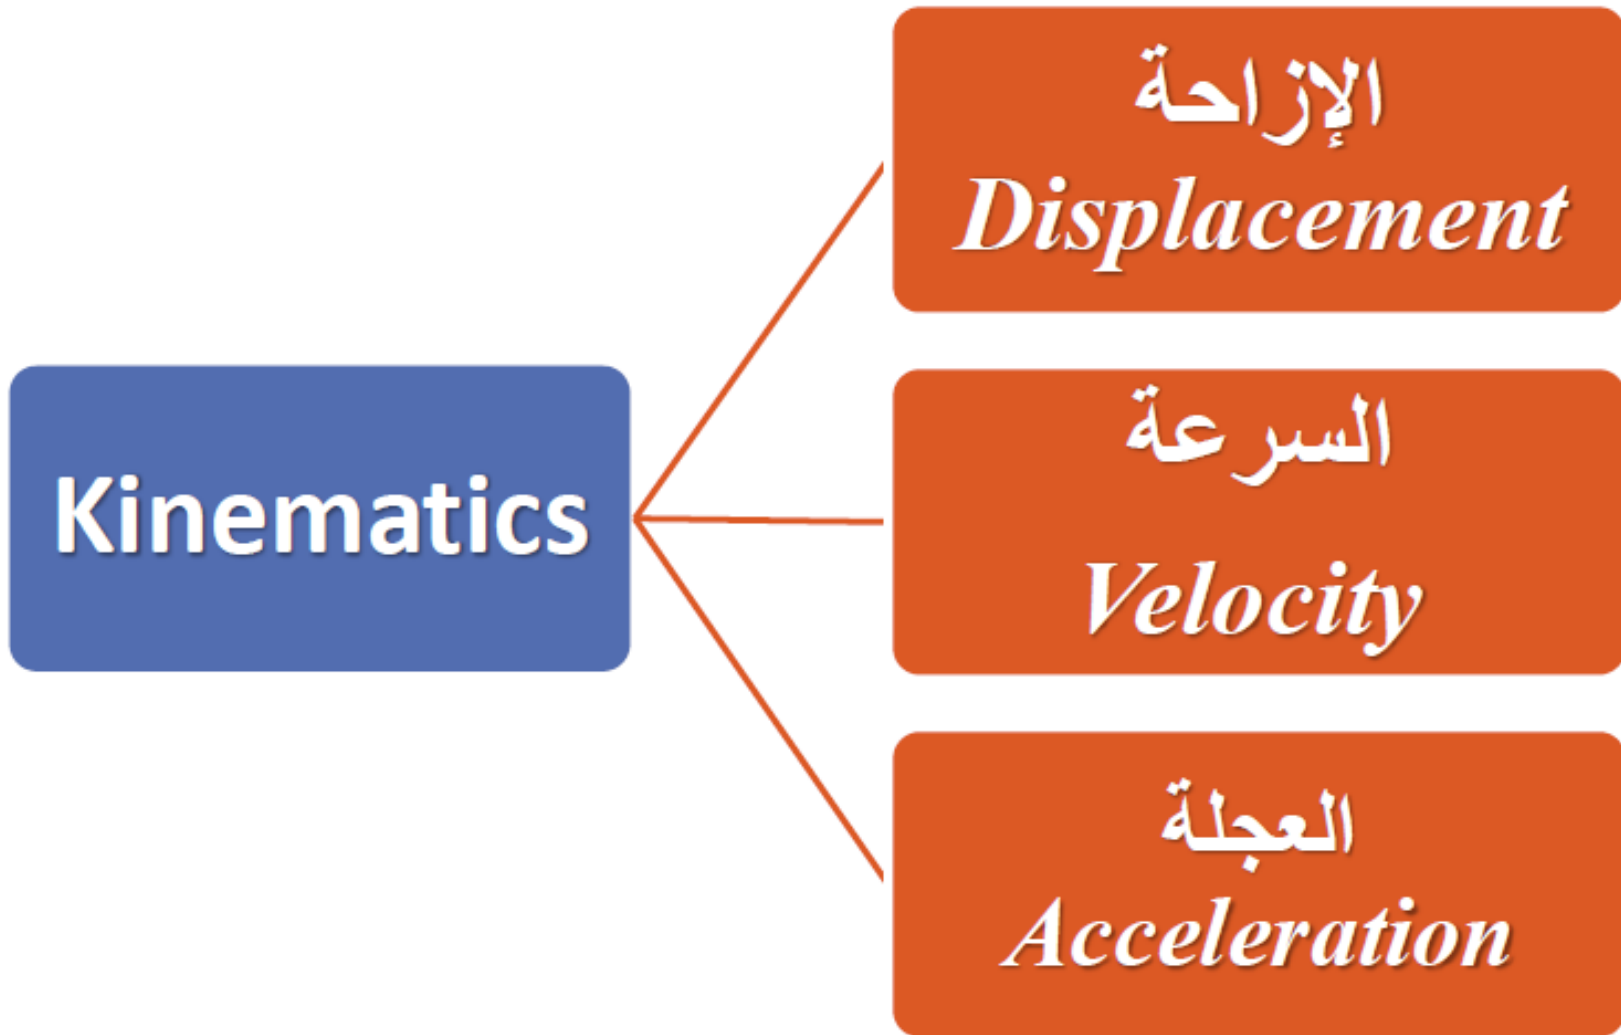 Kinematics
الإزاحة
Displacement
السرعة
Velocity
العجلة
Acceleration